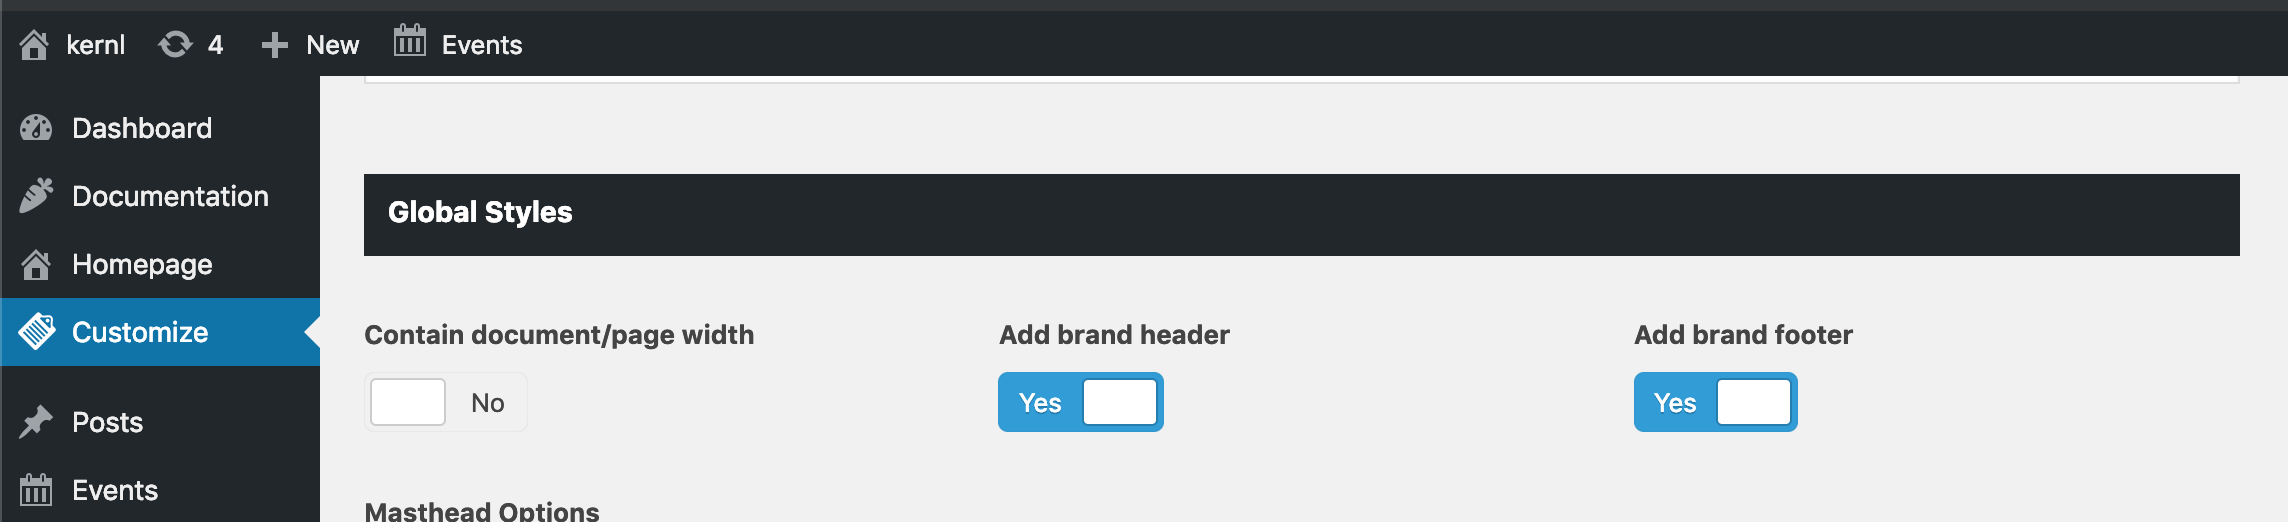 kernl 4 New Events
Dashboard
Documentation
Homepage
Customize
Posts
Events
Global Styles
Contain document/page width Add brand header Add brand footer
No Yes Yes
Masthead Options